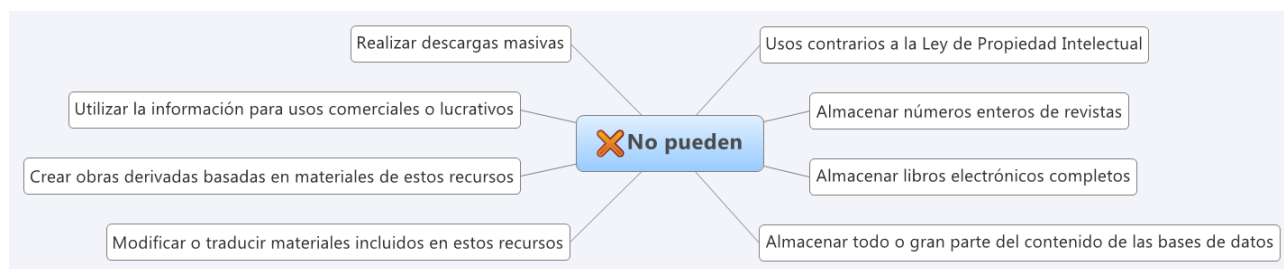 Realizar descargas masivas
Usos contrarios a la Ley de Propiedad Intelectual
Utilizar la información para usos comerciales o lucrativos
Almacenar números enteros de revistas
No pueden
Crear obras derivadas basadas en materiales de estos recursos
Almacenar libros electrónicos completos
Modificar o traducir materiales incluidos en estos recursos
Almacenar todo o gran parte del contenido de las bases de datos